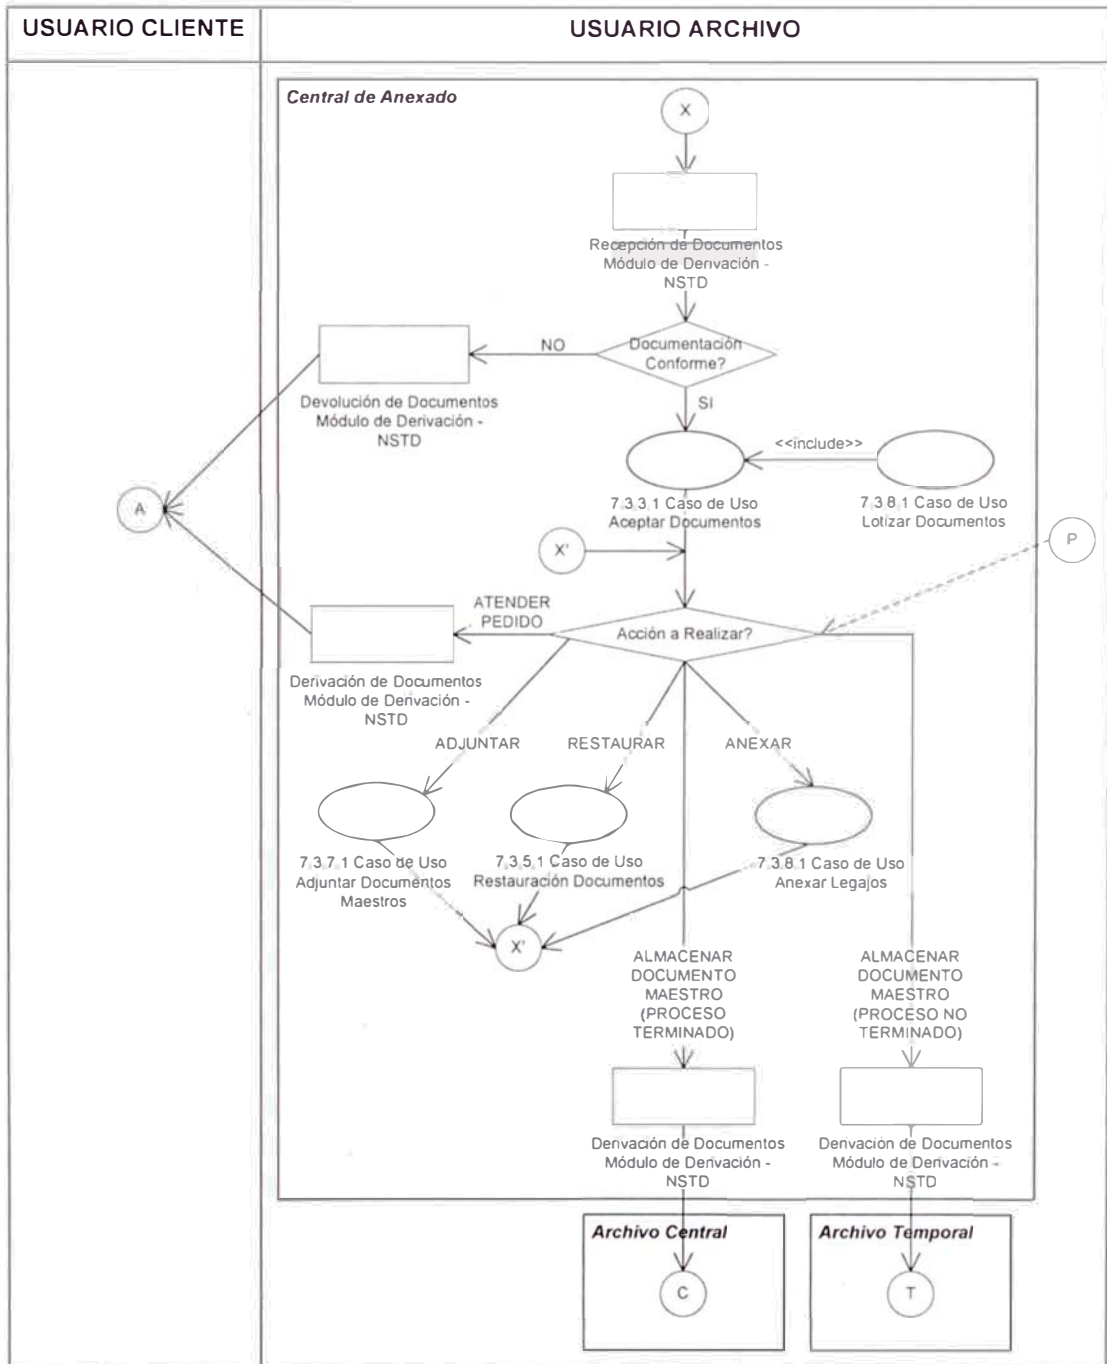 USUARIO CLIENTE
USUARIO ARCHIVO
Central de Anexado
X
Recepción de Documentos
Módulo de Derivación -
NSTD
Documentación
Conforme?
NO
SI
Devolución de Documentos
Módulo de Derivación -
NSTD
<<include>>
7.3.3.1 Caso de Uso
Aceptar Documentos
7.3.8.1 Caso de Uso
Lotizar Documentos
A
X'
P
ATENDER
PEDIDO
Acción a Realizar?
Derivación de Documentos
Módulo de Derivación -
NSTD
ADJUNTAR
RESTAURAR
ANEXAR
7.3.7.1 Caso de Uso
Adjuntar Documentos
Maestros
7.3.5.1 Caso de Uso
Restauración Documentos
7.3.8.1 Caso de Uso
Anexar Legajos
X'
ALMACENAR
DOCUMENTO
MAESTRO
(PROCESO
TERMINADO)
ALMACENAR
DOCUMENTO
MAESTRO
(PROCESO NO
TERMINADO)
Derivación de Documentos
Módulo de Derivación -
NSTD
Derivación de Documentos
Módulo de Derivación -
NSTD
Archivo Central
C
Archivo Temporal
T